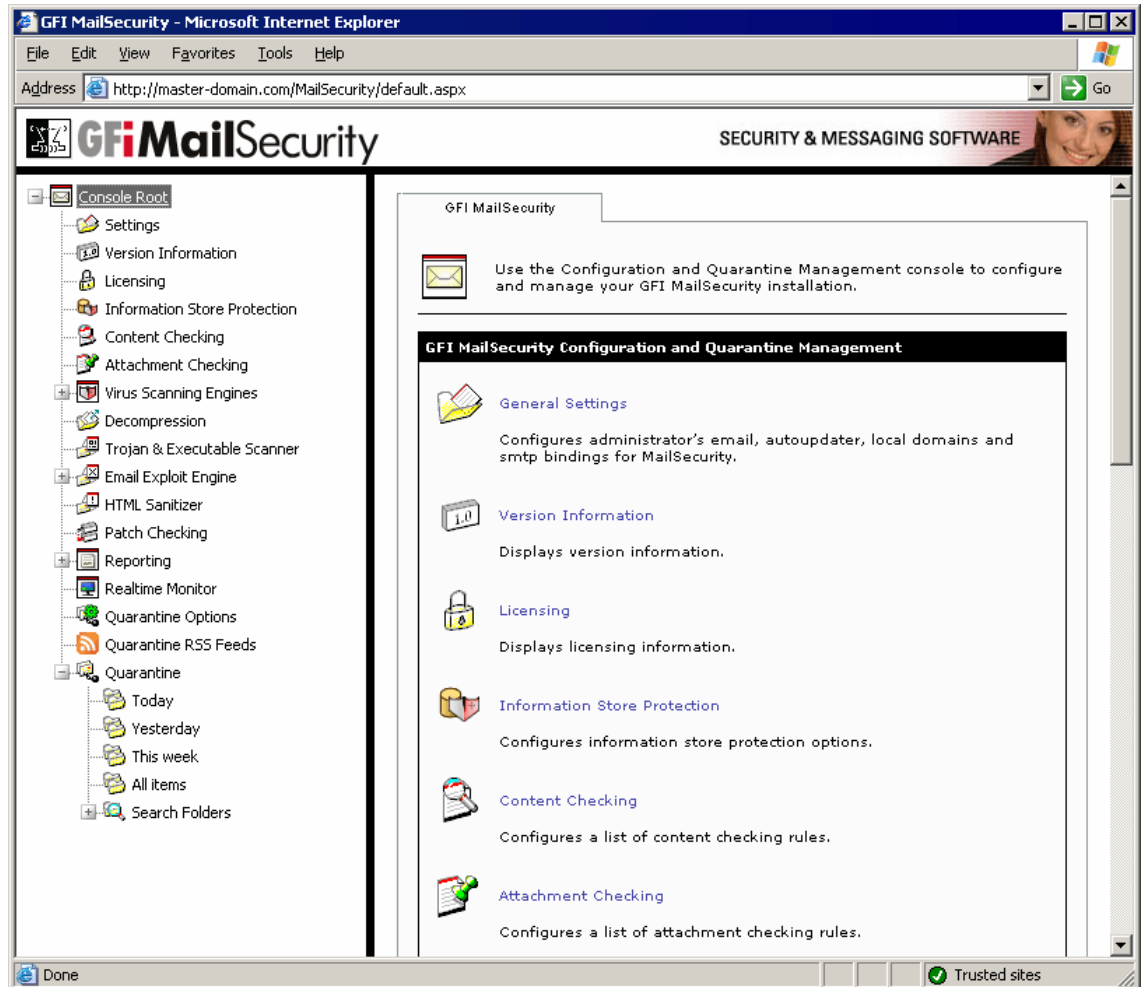 GFI MailSecurity - Microsoft Internet Explorer
File Edit View Favorites Tools Help
Address http://master-domain.com/MailSecurity/default.aspx Go
GFi MailSecurity
SECURITY & MESSAGING SOFTWARE
Console Root
Settings
Version Information
Licensing
Information Store Protection
Content Checking
Attachment Checking
Virus Scanning Engines
Decompression
Trojan & Executable Scanner
Email Exploit Engine
HTML Sanitizer
Patch Checking
Reporting
Realtime Monitor
Quarantine Options
Quarantine RSS Feeds
Quarantine
Today
Yesterday
This week
All items
Search Folders
GFI MailSecurity
Use the Configuration and Quarantine Management console to configure
and manage your GFI MailSecurity installation.
GFI MailSecurity Configuration and Quarantine Management
General Settings
Configures administrator's email, autoupdater, local domains and
smtp bindings for MailSecurity.
1.0
Version Information
Displays version information.
Licensing
Displays licensing information.
Information Store Protection
Configures information store protection options.
Content Checking
Configures a list of content checking rules.
Attachment Checking
Configures a list of attachment checking rules.
Done
Trusted sites